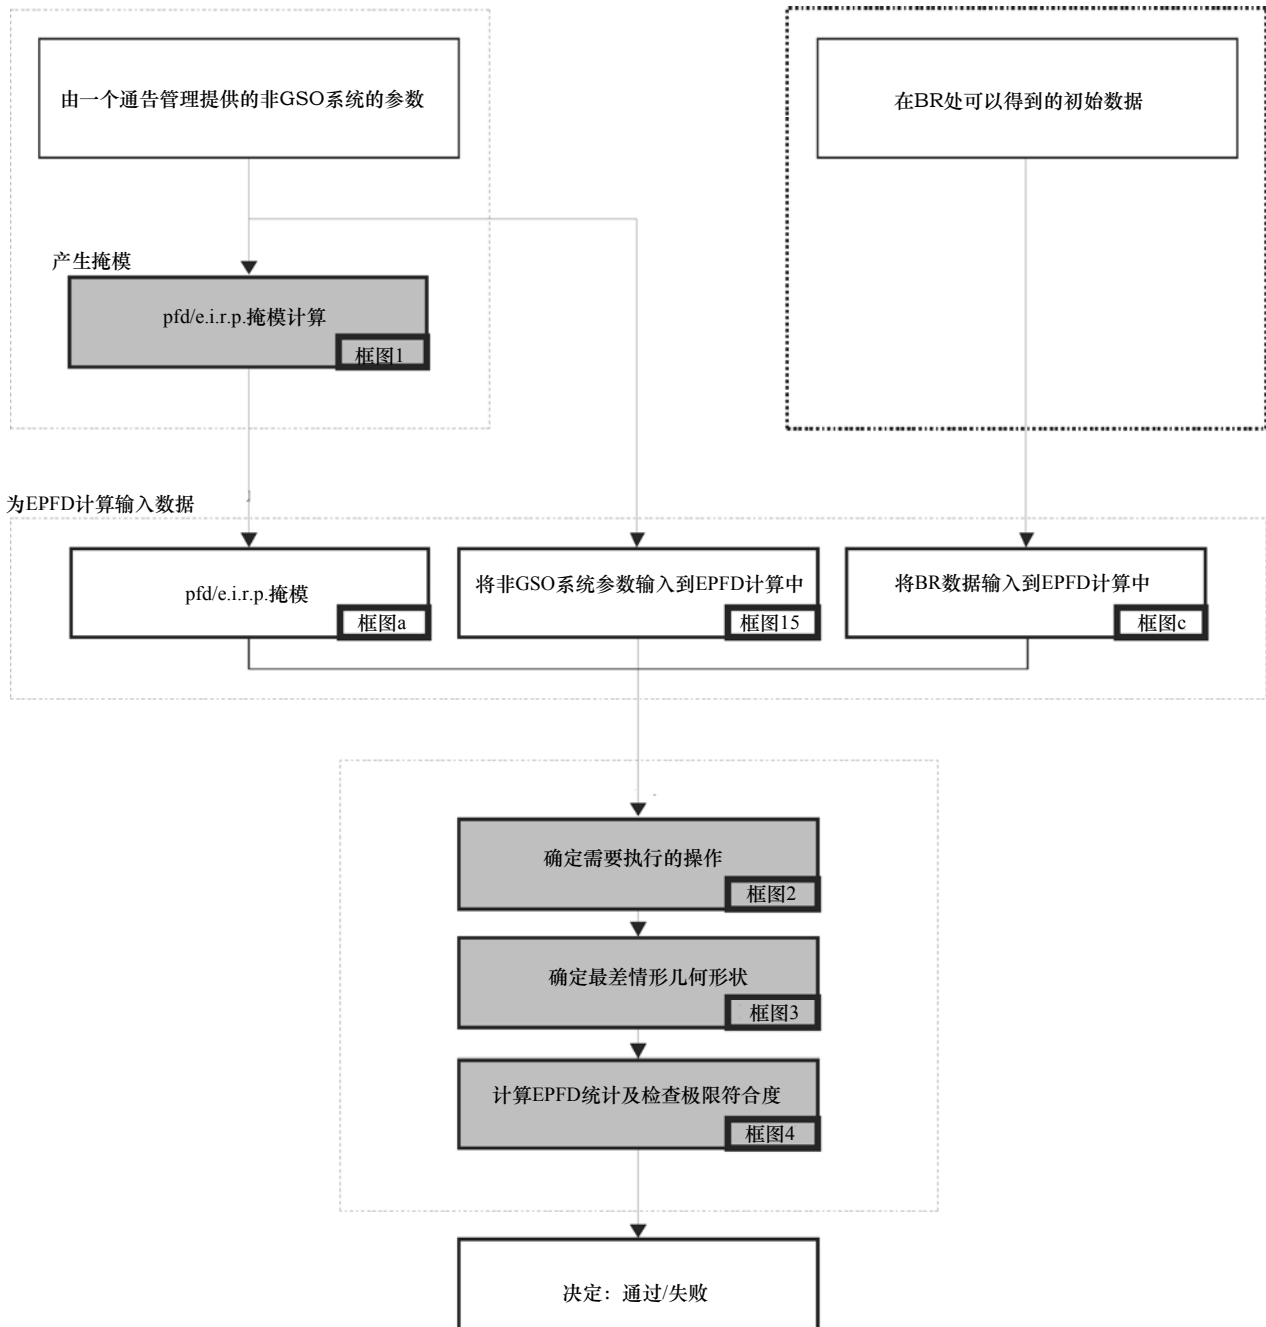 由一个通告管理提供的非GSO系统的参数
在BR处可以得到的初始数据
产生掩模
pfd/e.i.r.p.掩模计算
框图1
为EPFD计算输入数据
pfd/e.i.r.p.掩模
框图a
将非GSO系统参数输入到EPFD计算中
框图15
将BR数据输入到EPFD计算中
框图c
确定需要执行的操作
框图2
确定最差情形几何形状
框图3
计算EPFD统计及检查极限符合度
框图4
决定：通过/失败